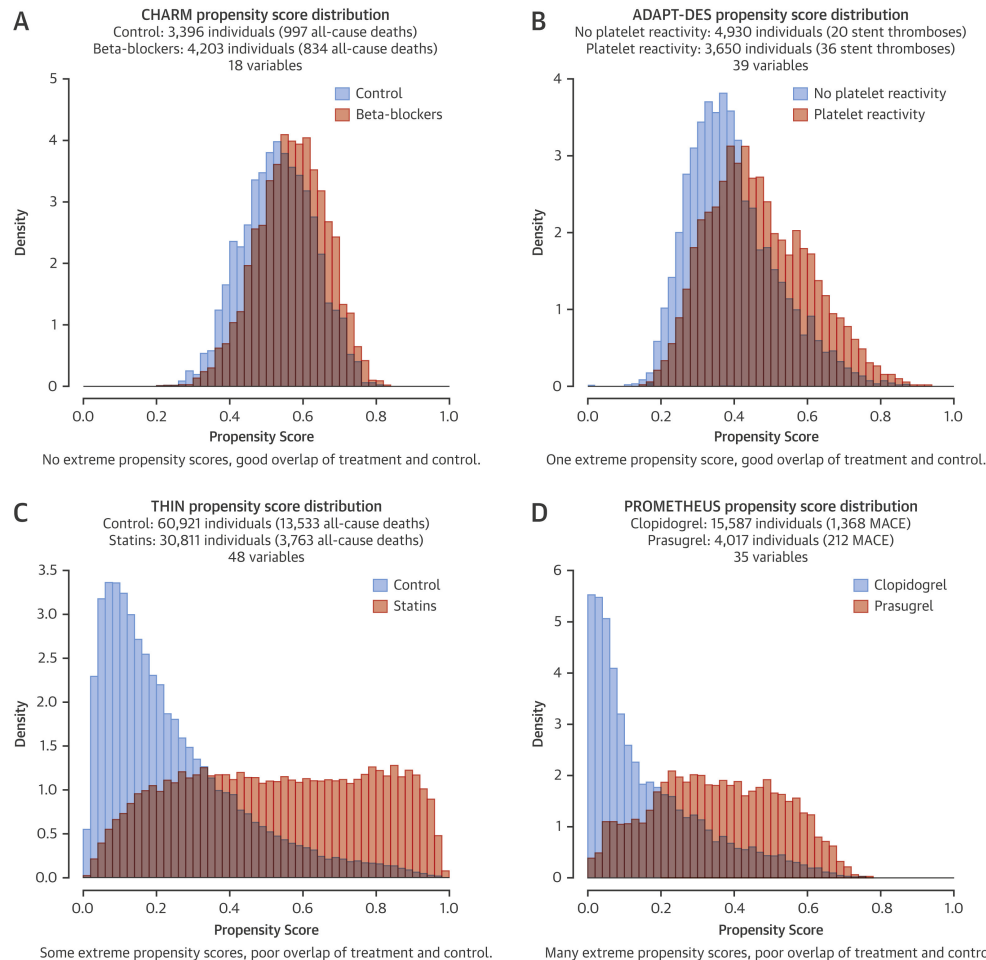 A
CHARM propensity score distribution
Control: 3,396 individuals (997 all-cause deaths)
Beta-blockers: 4,203 individuals (834 all-cause deaths)
18 variables
Control
Beta-blockers
5
4
3
2
1
0
Density
0.0 0.2 0.4 0.6 0.8 1.0
Propensity Score
No extreme propensity scores, good overlap of treatment and control.
B
ADAPT-DES propensity score distribution
No platelet reactivity: 4,930 individuals (20 stent thromboses)
Platelet reactivity: 3,650 individuals (36 stent thromboses)
39 variables
No platelet reactivity
Platelet reactivity
4
3
2
1
0
Density
0.0 0.2 0.4 0.6 0.8 1.0
Propensity Score
One extreme propensity score, good overlap of treatment and control.
C
THIN propensity score distribution
Control: 60,921 individuals (13,533 all-cause deaths)
Statins: 30,811 individuals (3,763 all-cause deaths)
48 variables
Control
Statins
3.5
3.0
2.5
2.0
1.5
1.0
0.5
0.0
Density
0.0 0.2 0.4 0.6 0.8 1.0
Propensity Score
Some extreme propensity scores, poor overlap of treatment and control.
D
PROMETHEUS propensity score distribution
Clopidogrel: 15,587 individuals (1,368 MACE)
Prasugrel: 4,017 individuals (212 MACE)
35 variables
Clopidogrel
Prasugrel
6
5
4
3
2
1
0
Density
0.0 0.2 0.4 0.6 0.8 1.0
Propensity Score
Many extreme propensity scores, poor overlap of treatment and contro